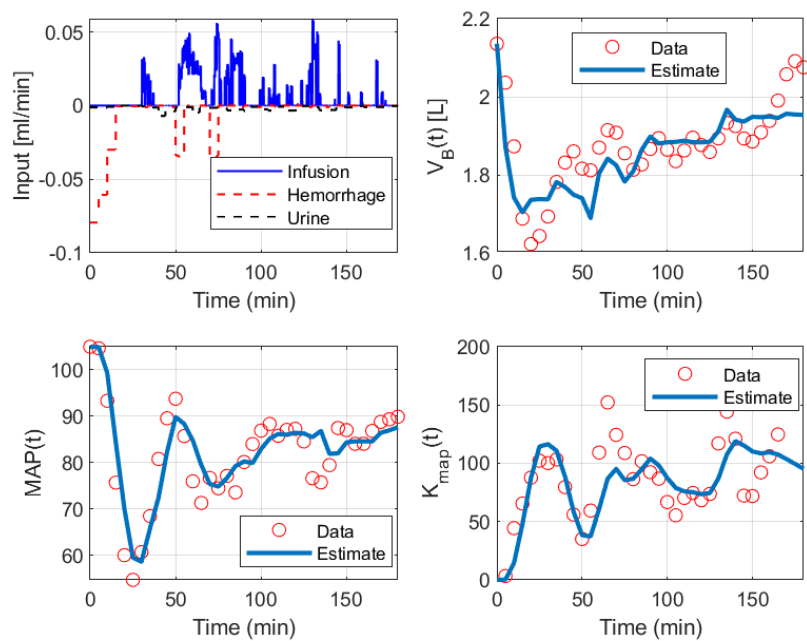 0.05
0
-0.05
-0.1
Input [ml/min]
Infusion
Hemorrhage
Urine
0 50 100 150
Time (min)
2.2
2
1.8
1.6
V_B(t) [L]
Data
Estimate
0 50 100 150
Time (min)
100
90
80
70
60
MAP(t)
Data
Estimate
0 50 100 150
Time (min)
200
150
100
50
0
K_map(t)
Data
Estimate
0 50 100 150
Time (min)